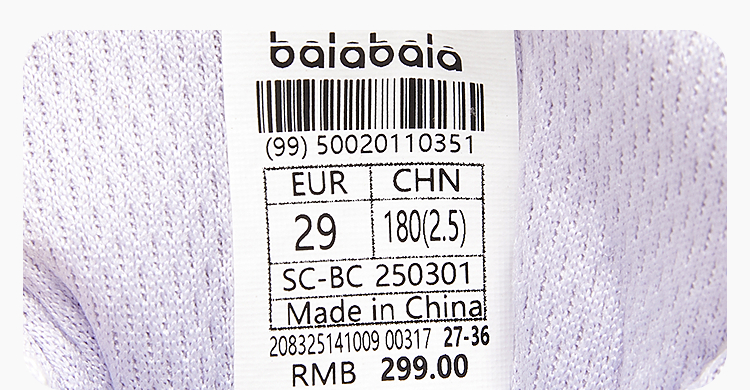 balabala
(99) 50020110351
EUR CHN
29 180(2.5)
SC-BC 250301
Made in China
208325141009 00317 27-36
RMB 299.00